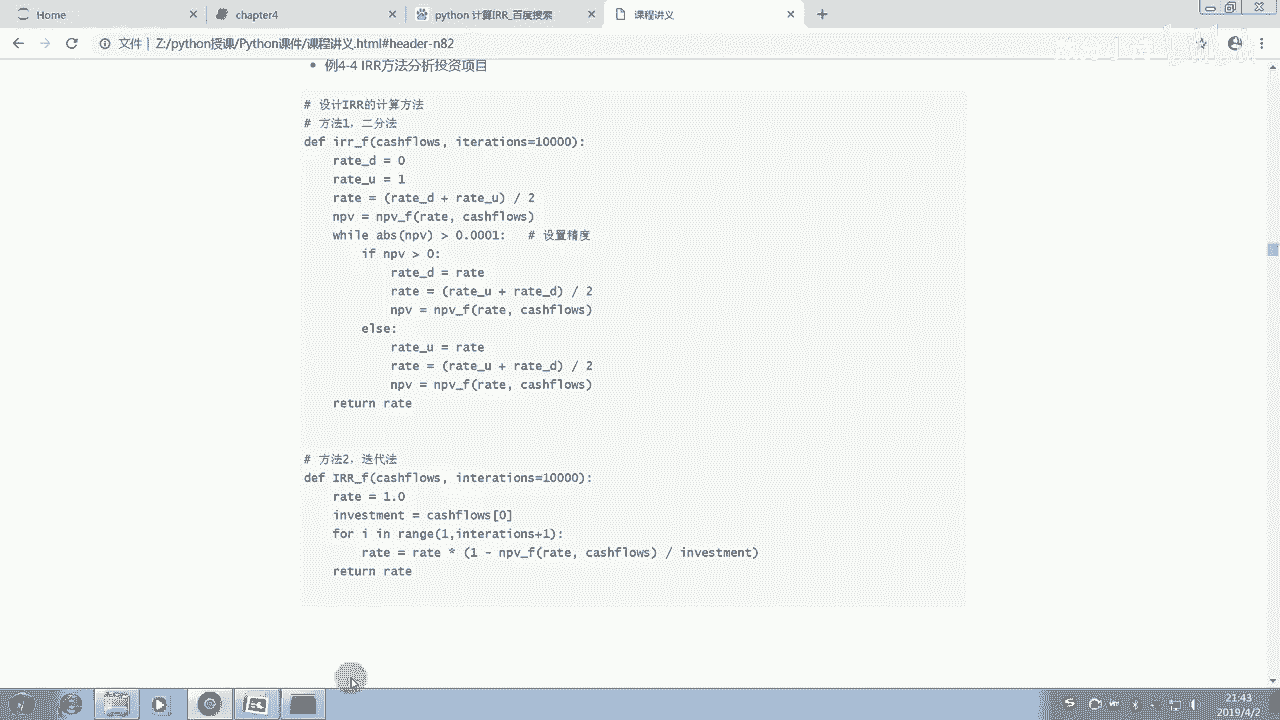 Home
chapter4
python 计算IRR_百度搜索
课程讲义
文件 | Z:/python授课/Python课件/课程讲义.html#header-n82
例4-4 IRR方法分析投资项目
# 设计IRR的计算方法
# 方法1，二分法
def irr_f(cashflows, iterations=10000):
    rate_d = 0
    rate_u = 1
    rate = (rate_d + rate_u) / 2
    npv = npv_f(rate, cashflows)
    while abs(npv) > 0.0001:   # 设置精度
        if npv > 0:
            rate_d = rate
            rate = (rate_u + rate_d) / 2
            npv = npv_f(rate, cashflows)
        else:
            rate_u = rate
            rate = (rate_u + rate_d) / 2
            npv = npv_f(rate, cashflows)
    return rate
# 方法2，迭代法
def IRR_f(cashflows, interations=10000):
    rate = 1.0
    investment = cashflows[0]
    for i in range(1,interations+1):
        rate = rate * (1 - npv_f(rate, cashflows) / investment)
    return rate
21:43